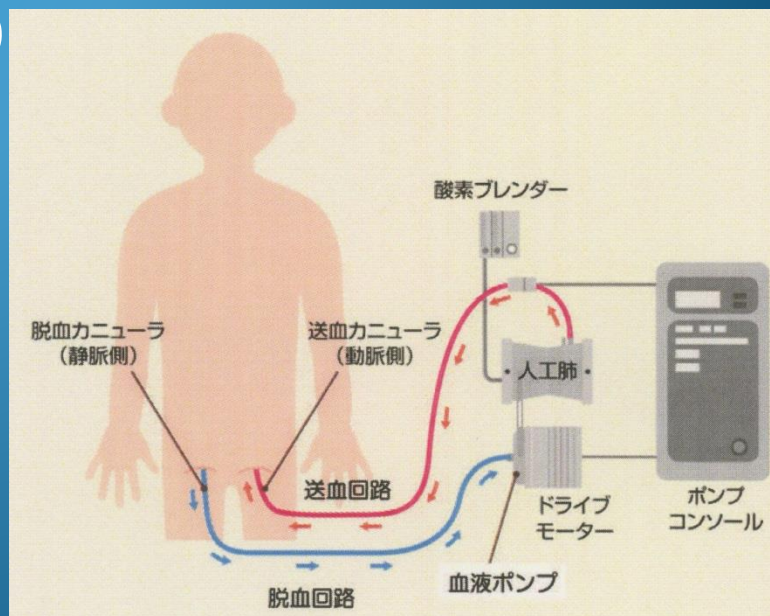 酸素ブレンダー
脱血カニューラ
（静脈側）
送血カニューラ
（動脈側）
人工肺
送血回路
ドライブ
モーター
ポンプ
コンソール
血液ポンプ
脱血回路